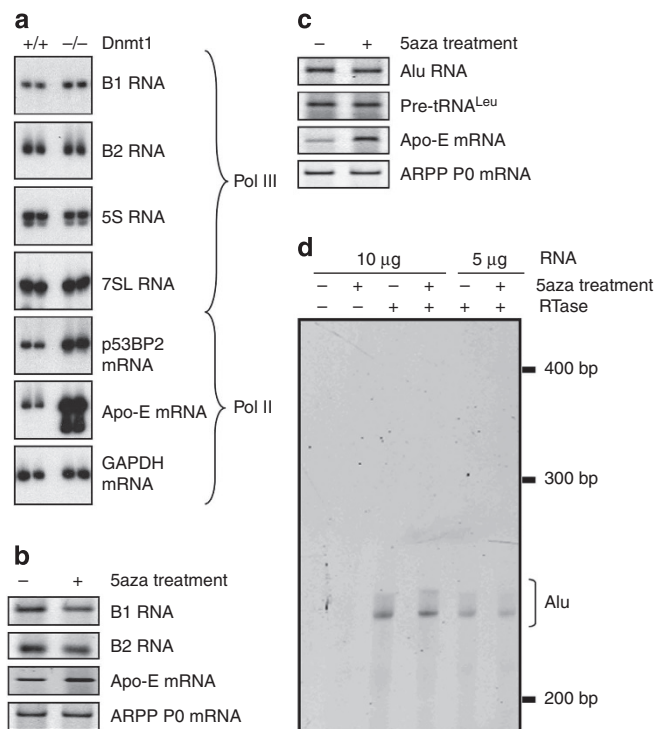 a
+/+ –/– Dnmt1
B1 RNA
B2 RNA
5S RNA
7SL RNA
Pol III
p53BP2
mRNA
Apo-E mRNA
GAPDH
mRNA
Pol II
b
– + 5aza treatment
B1 RNA
B2 RNA
Apo-E mRNA
ARPP P0 mRNA
c
– + 5aza treatment
Alu RNA
Pre-tRNALeu
Apo-E mRNA
ARPP P0 mRNA
d
10 μg 5 μg RNA
– + – + – + 5aza treatment
– – + + + + RTase
400 bp
300 bp
Alu
200 bp